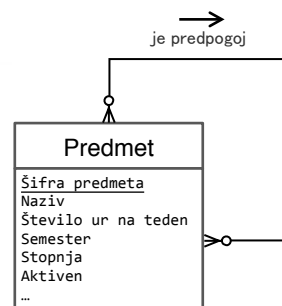 je predpogoj
Predmet
Šifra predmeta
Naziv
Število ur na teden
Semester
Stopnja
Aktiven
…